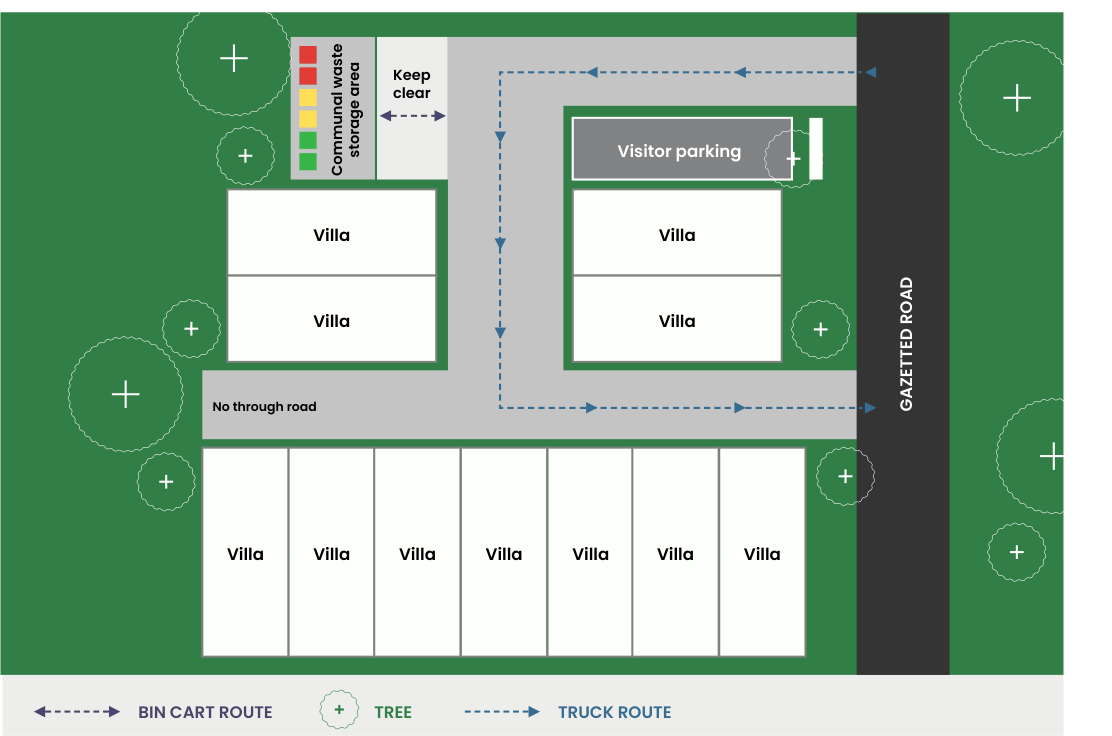 Communal waste
storage area
Keep
clear
Visitor parking
Villa
Villa
Villa
Villa
GAZETTED ROAD
No through road
Villa
Villa
Villa
Villa
Villa
Villa
Villa
BIN CART ROUTE
TREE
TRUCK ROUTE